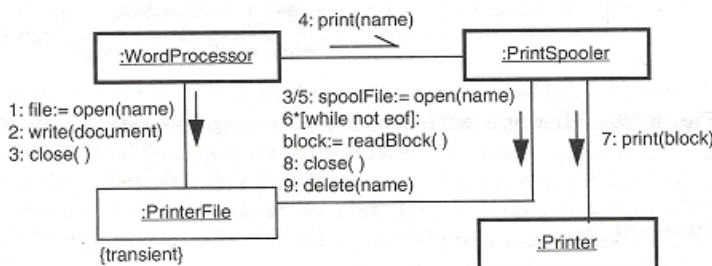 4: print(name)
:WordProcessor
:PrintSpooler
1: file:= open(name)
2: write(document)
3: close( )
3/5: spoolFile:= open(name)
6*[while not eof]:
block:= readBlock( )
8: close( )
9: delete(name)
7: print(block)
:PrinterFile
{transient}
:Printer